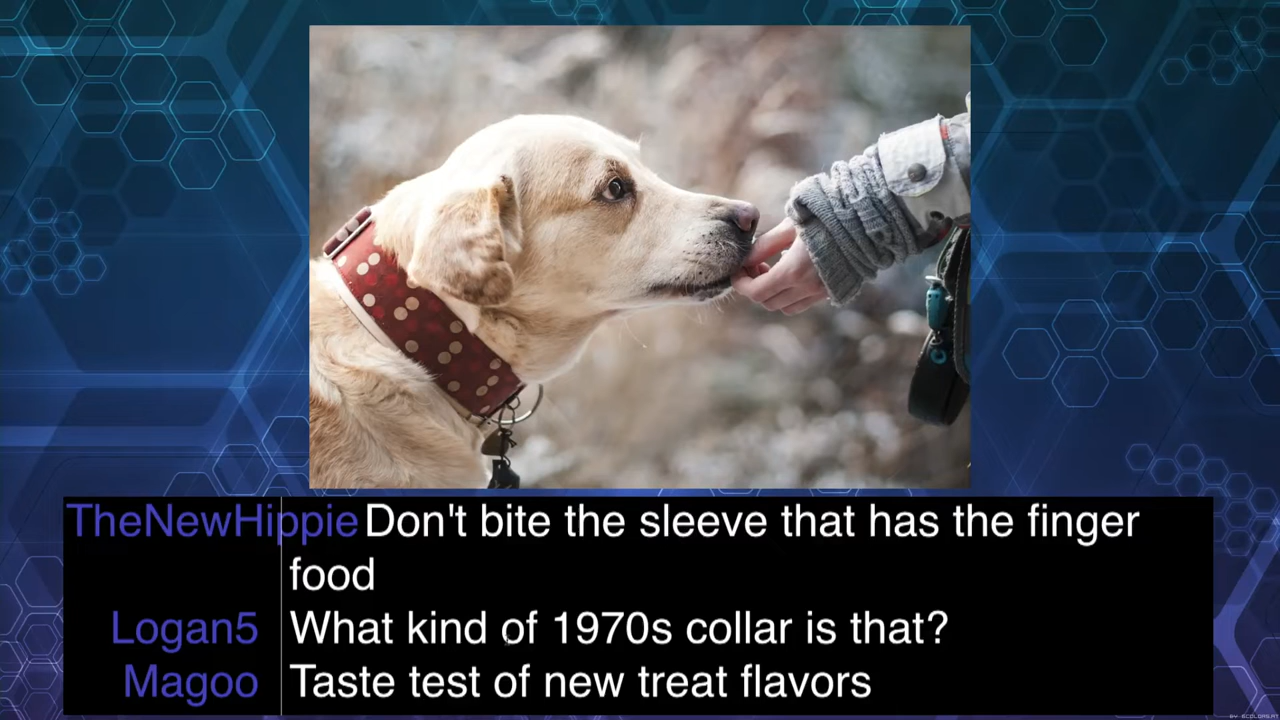 TheNewHippie Don't bite the sleeve that has the finger
food
Logan5 What kind of 1970s collar is that?
Magoo Taste test of new treat flavors